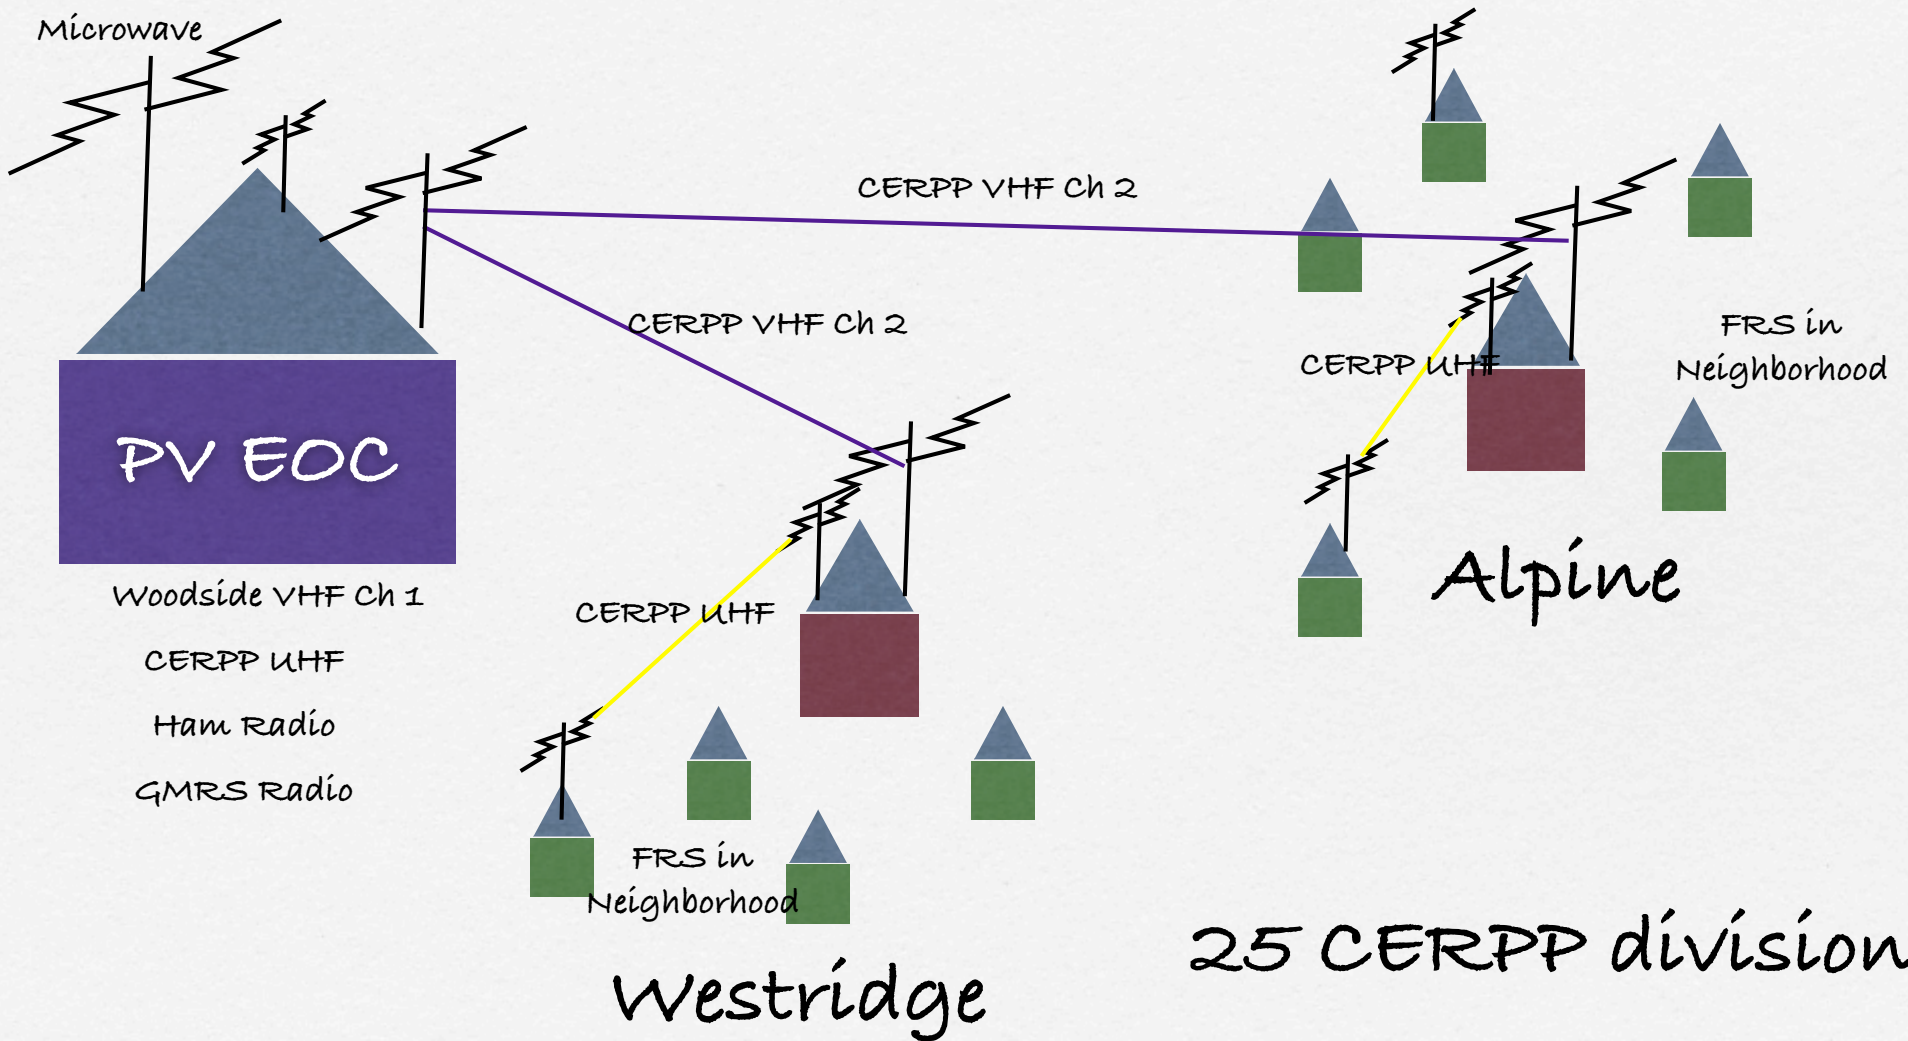 Microwave
CERPP VHF Ch 2
CERPP VHF Ch 2
FRS in
Neighborhood
CERPP UHF
PV EOC
Alpine
Woodside VHF Ch 1
CERPP UHF
CERPP UHF
Ham Radio
GMRS Radio
FRS in
Neighborhood
25 CERPP division
Westridge